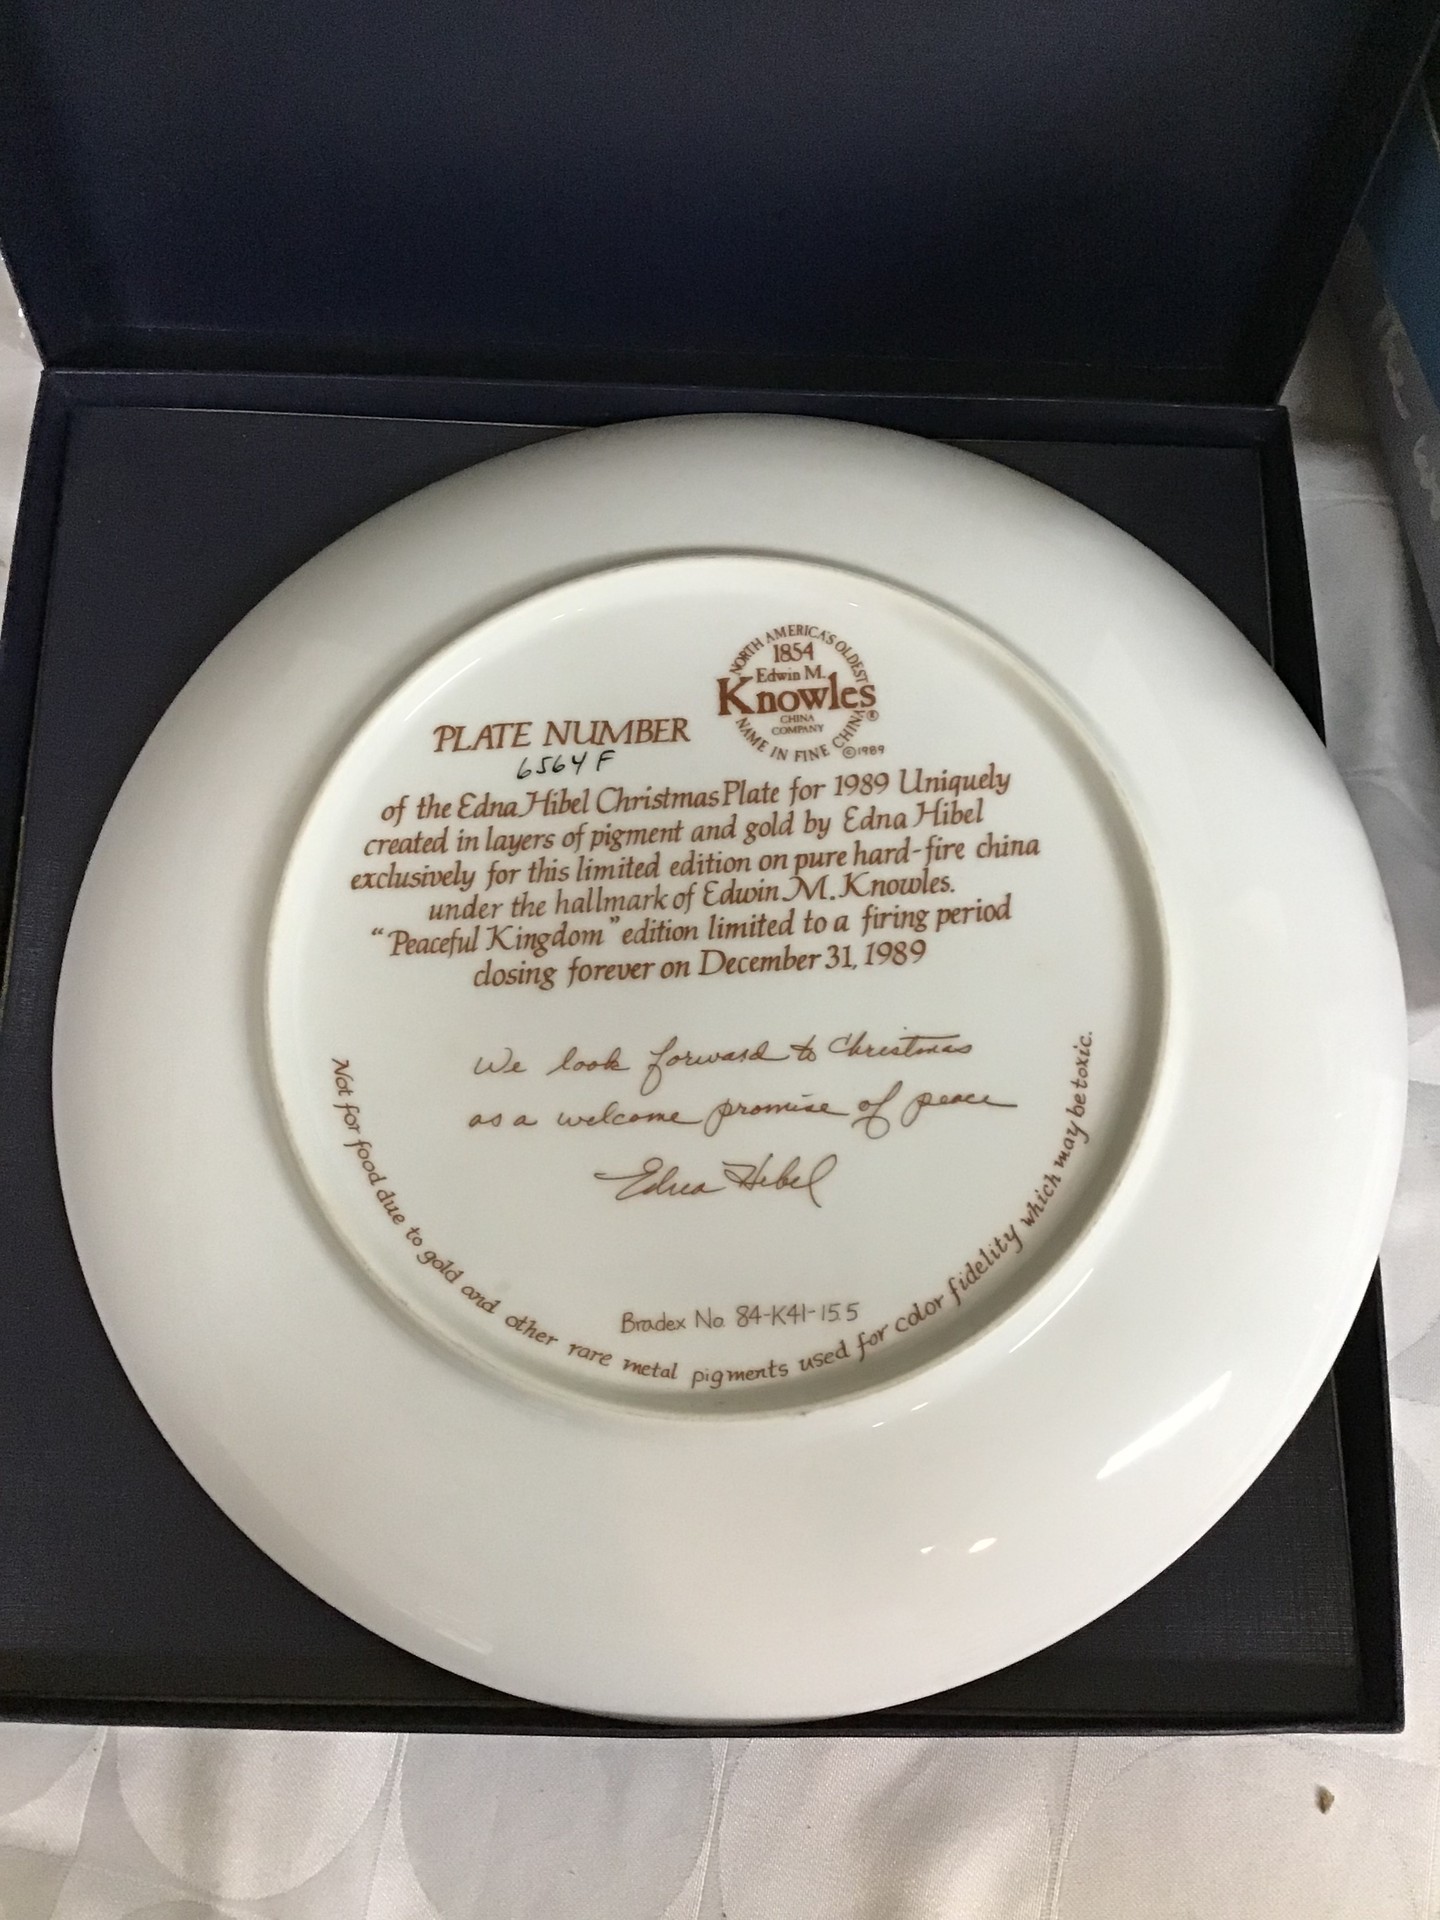 NORTH AMERICA'S OLDEST
1854
Edwin M.
Knowles®
CHINA
COMPANY
NAME IN FINE CHINA
©1989
PLATE NUMBER
6564 F
of the Edna Hibel Christmas Plate for 1989 Uniquely
created in layers of pigment and gold by Edna Hibel
exclusively for this limited edition on pure hard-fire china
under the hallmark of Edwin M. Knowles.
"Peaceful Kingdom" edition limited to a firing period
closing forever on December 31, 1989
We look forward to Christmas
as a welcome promise of peace
Edna Hibel
Bradex No. 84-K41-15.5
Not for food due to gold and other rare metal pigments used for color fidelity which may be toxic.